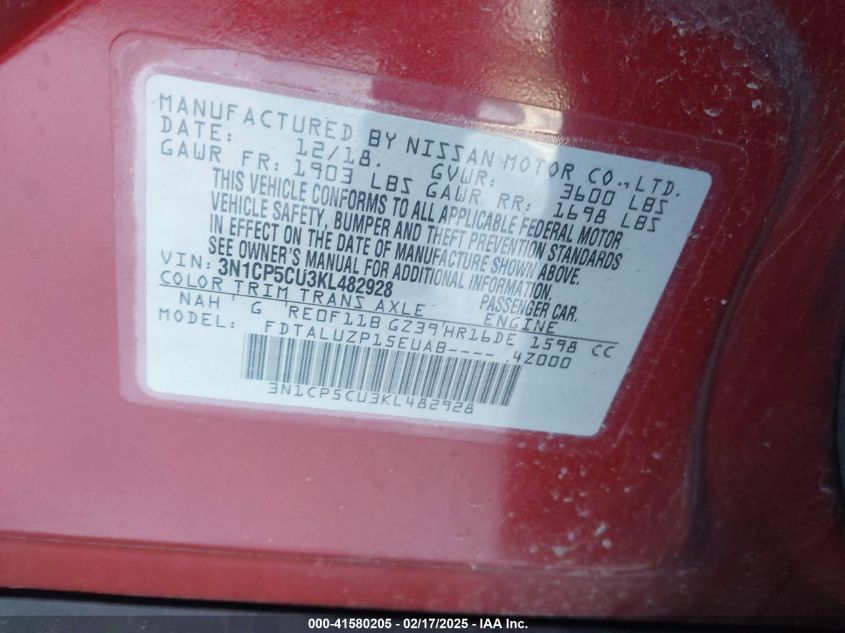 MANUFACTURED BY NISSAN MOTOR CO., LTD.
DATE: 12/18. GVWR: 3600 LBS
GAWR FR: 1903 LBS GAWR RR: 1698 LBS
THIS VEHICLE CONFORMS TO ALL APPLICABLE FEDERAL MOTOR
VEHICLE SAFETY, BUMPER AND THEFT PREVENTION STANDARDS
IN EFFECT ON THE DATE OF MANUFACTURE SHOWN ABOVE.
SEE OWNER'S MANUAL FOR ADDITIONAL INFORMATION.
VIN: 3N1CP5CU3KL482928 PASSENGER CAR.
COLOR TRIM TRANS AXLE ENGINE
NAH G RE0F11B GZ39 HR16DE 1598 CC
MODEL: FDTALUZP15EUAB---- .4Z000
3N1CP5CU3KL482928
000-41580205 - 02/17/2025 - IAA Inc.